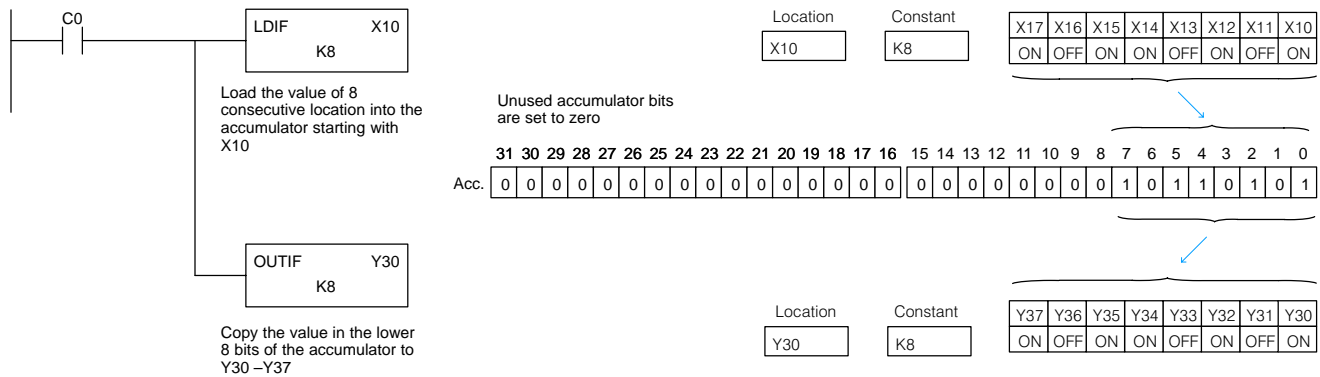 C0
LDIF X10
K8
Load the value of 8
consecutive location into the
accumulator starting with
X10
Location Constant
X10 K8
X17 X16 X15 X14 X13 X12 X11 X10
ON OFF ON ON OFF ON OFF ON
Unused accumulator bits
are set to zero
31 30 29 28 27 26 25 24 23 22 21 20 19 18 17 16 15 14 13 12 11 10 9 8 7 6 5 4 3 2 1 0
Acc. 0 0 0 0 0 0 0 0 0 0 0 0 0 0 0 0 0 0 0 0 0 0 0 0 1 0 1 1 0 1 0 1
OUTIF Y30
K8
Copy the value in the lower
8 bits of the accumulator to
Y30 –Y37
Location Constant
Y30 K8
Y37 Y36 Y35 Y34 Y33 Y32 Y31 Y30
ON OFF ON ON OFF ON OFF ON